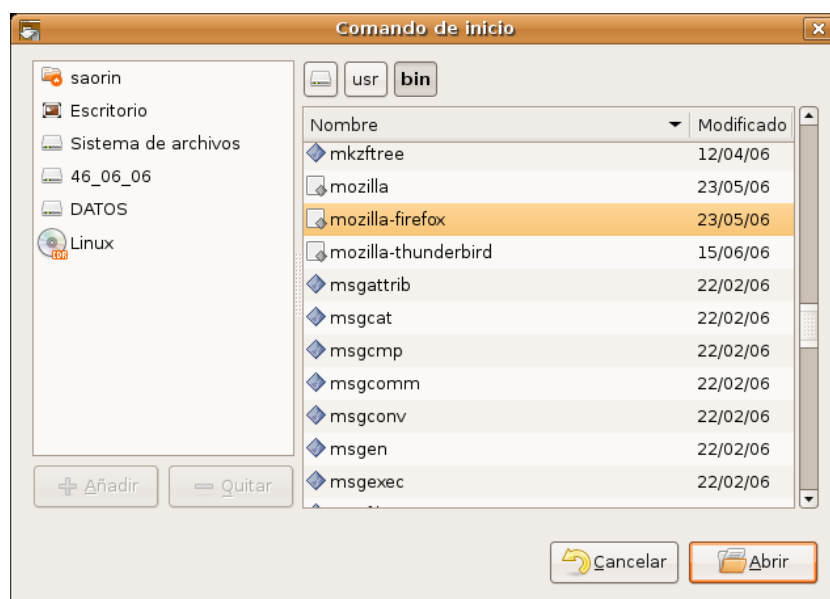 Comando de inicio
saorin
Escritorio
Sistema de archivos
46_06_06
DATOS
Linux
Añadir
Quitar
usr bin
Nombre Modificado
mkzftree 12/04/06
mozilla 23/05/06
mozilla-firefox 23/05/06
mozilla-thunderbird 15/06/06
msgattrib 22/02/06
msgcat 22/02/06
msgcmp 22/02/06
msgcomm 22/02/06
msgconv 22/02/06
msgen 22/02/06
msgexec 22/02/06
Cancelar
Abrir